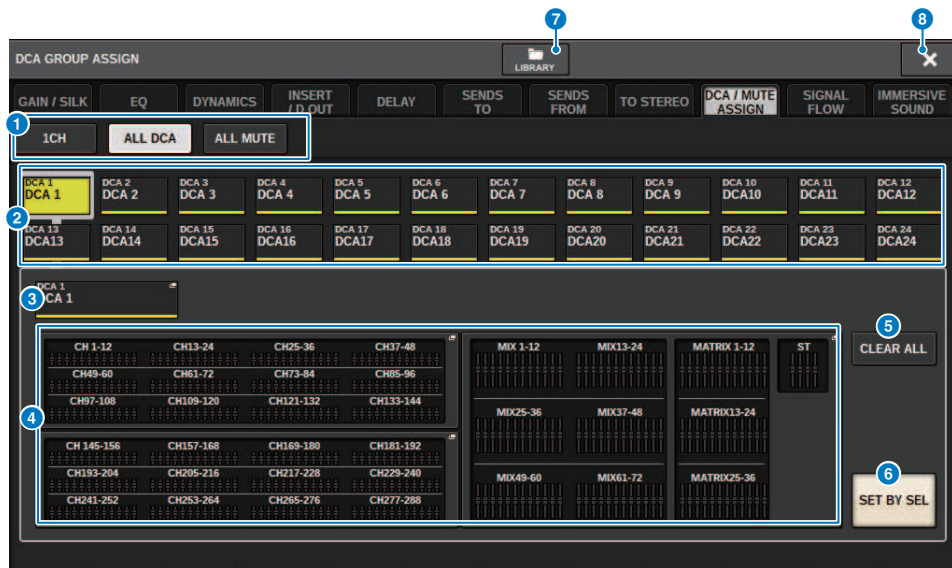 7
8
DCA GROUP ASSIGN
LIBRARY
GAIN / SILK EQ DYNAMICS INSERT / D.OUT DELAY SENDS TO SENDS FROM TO STEREO DCA / MUTE ASSIGN SIGNAL FLOW IMMERSIVE SOUND
1
1CH ALL DCA ALL MUTE
DCA 1 DCA 2 DCA 3 DCA 4 DCA 5 DCA 6 DCA 7 DCA 8 DCA 9 DCA 10 DCA 11 DCA 12
DCA 1 DCA 2 DCA 3 DCA 4 DCA 5 DCA 6 DCA 7 DCA 8 DCA 9 DCA10 DCA11 DCA12
2
DCA 13 DCA 14 DCA 15 DCA 16 DCA 17 DCA 18 DCA 19 DCA 20 DCA 21 DCA 22 DCA 23 DCA 24
DCA13 DCA14 DCA15 DCA16 DCA17 DCA18 DCA19 DCA20 DCA21 DCA22 DCA23 DCA24
DCA 1
3
DCA 1
5
CLEAR ALL
CH 1-12 CH13-24 CH25-36 CH37-48 MIX 1-12 MIX13-24 MATRIX 1-12 ST
CH49-60 CH61-72 CH73-84 CH85-96
CH97-108 CH109-120 CH121-132 CH133-144 MIX25-36 MIX37-48 MATRIX13-24
4
CH 145-156 CH157-168 CH169-180 CH181-192
CH193-204 CH205-216 CH217-228 CH229-240 MIX49-60 MIX61-72 MATRIX25-36
CH241-252 CH253-264 CH265-276 CH277-288
6
SET BY SEL